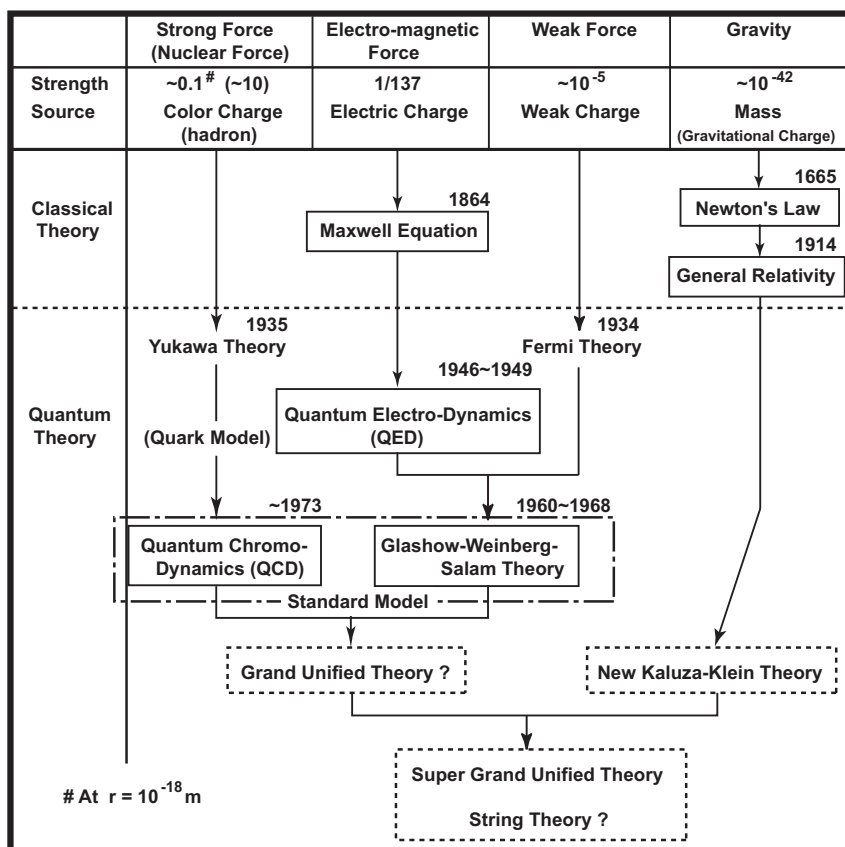 Strong Force Electro-magnetic Weak Force Gravity
(Nuclear Force) Force
Strength ~0.1# (~10) 1/137 ~10-5 ~10-42
Source Color Charge Electric Charge Weak Charge Mass
(hadron) (Gravitational Charge)
1665
Classical Theory
1864
Newton's Law
Maxwell Equation
1914
General Relativity
1935
Yukawa Theory
1934
Fermi Theory
1946~1949
Quantum Theory
Quantum Electro-Dynamics
(QED)
(Quark Model)
~1973
1960~1968
Quantum Chromo-
Dynamics (QCD)
Glashow-Weinberg-
Salam Theory
Standard Model
Grand Unified Theory ?
New Kaluza-Klein Theory
Super Grand Unified Theory
String Theory ?
# At r = 10-18 m